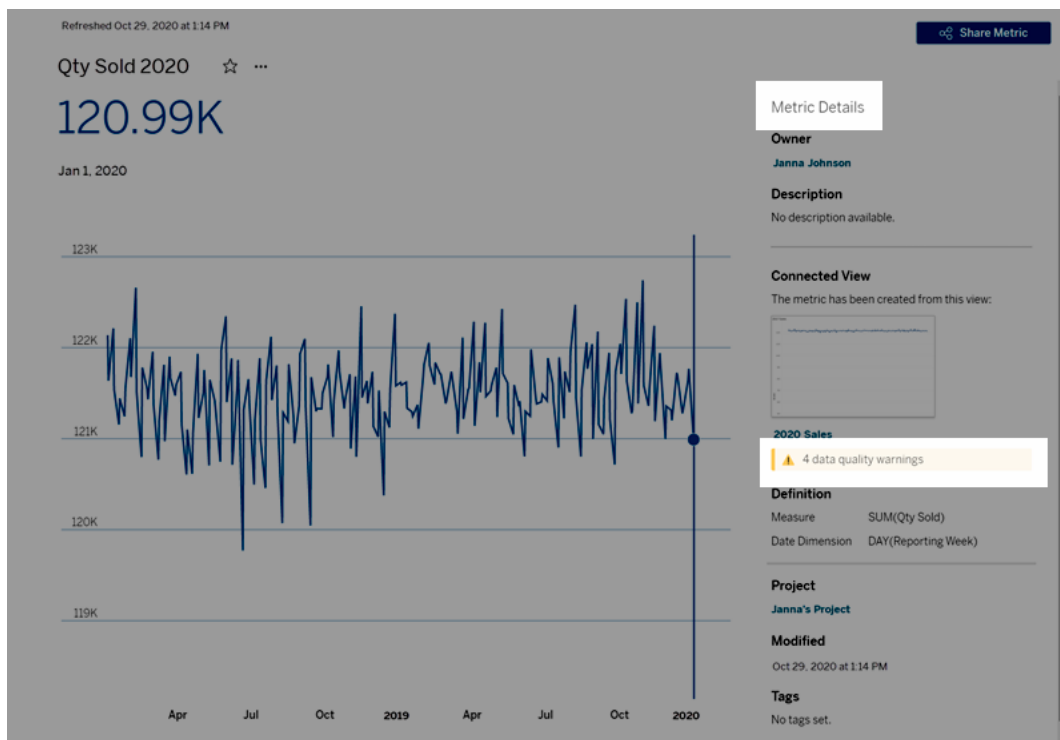 Refreshed Oct 29, 2020 at 1:14 PM
Share Metric
Qty Sold 2020
120.99K
Jan 1, 2020
123K
122K
121K
120K
119K
Apr
Jul
Oct
2019
Apr
Jul
Oct
2020
Metric Details
Owner
Janna Johnson
Description
No description available.
Connected View
The metric has been created from this view:
2020 Sales
4 data quality warnings
Definition
Measure SUM(Qty Sold)
Date Dimension DAY(Reporting Week)
Project
Janna's Project
Modified
Oct 29, 2020 at 1:14 PM
Tags
No tags set.